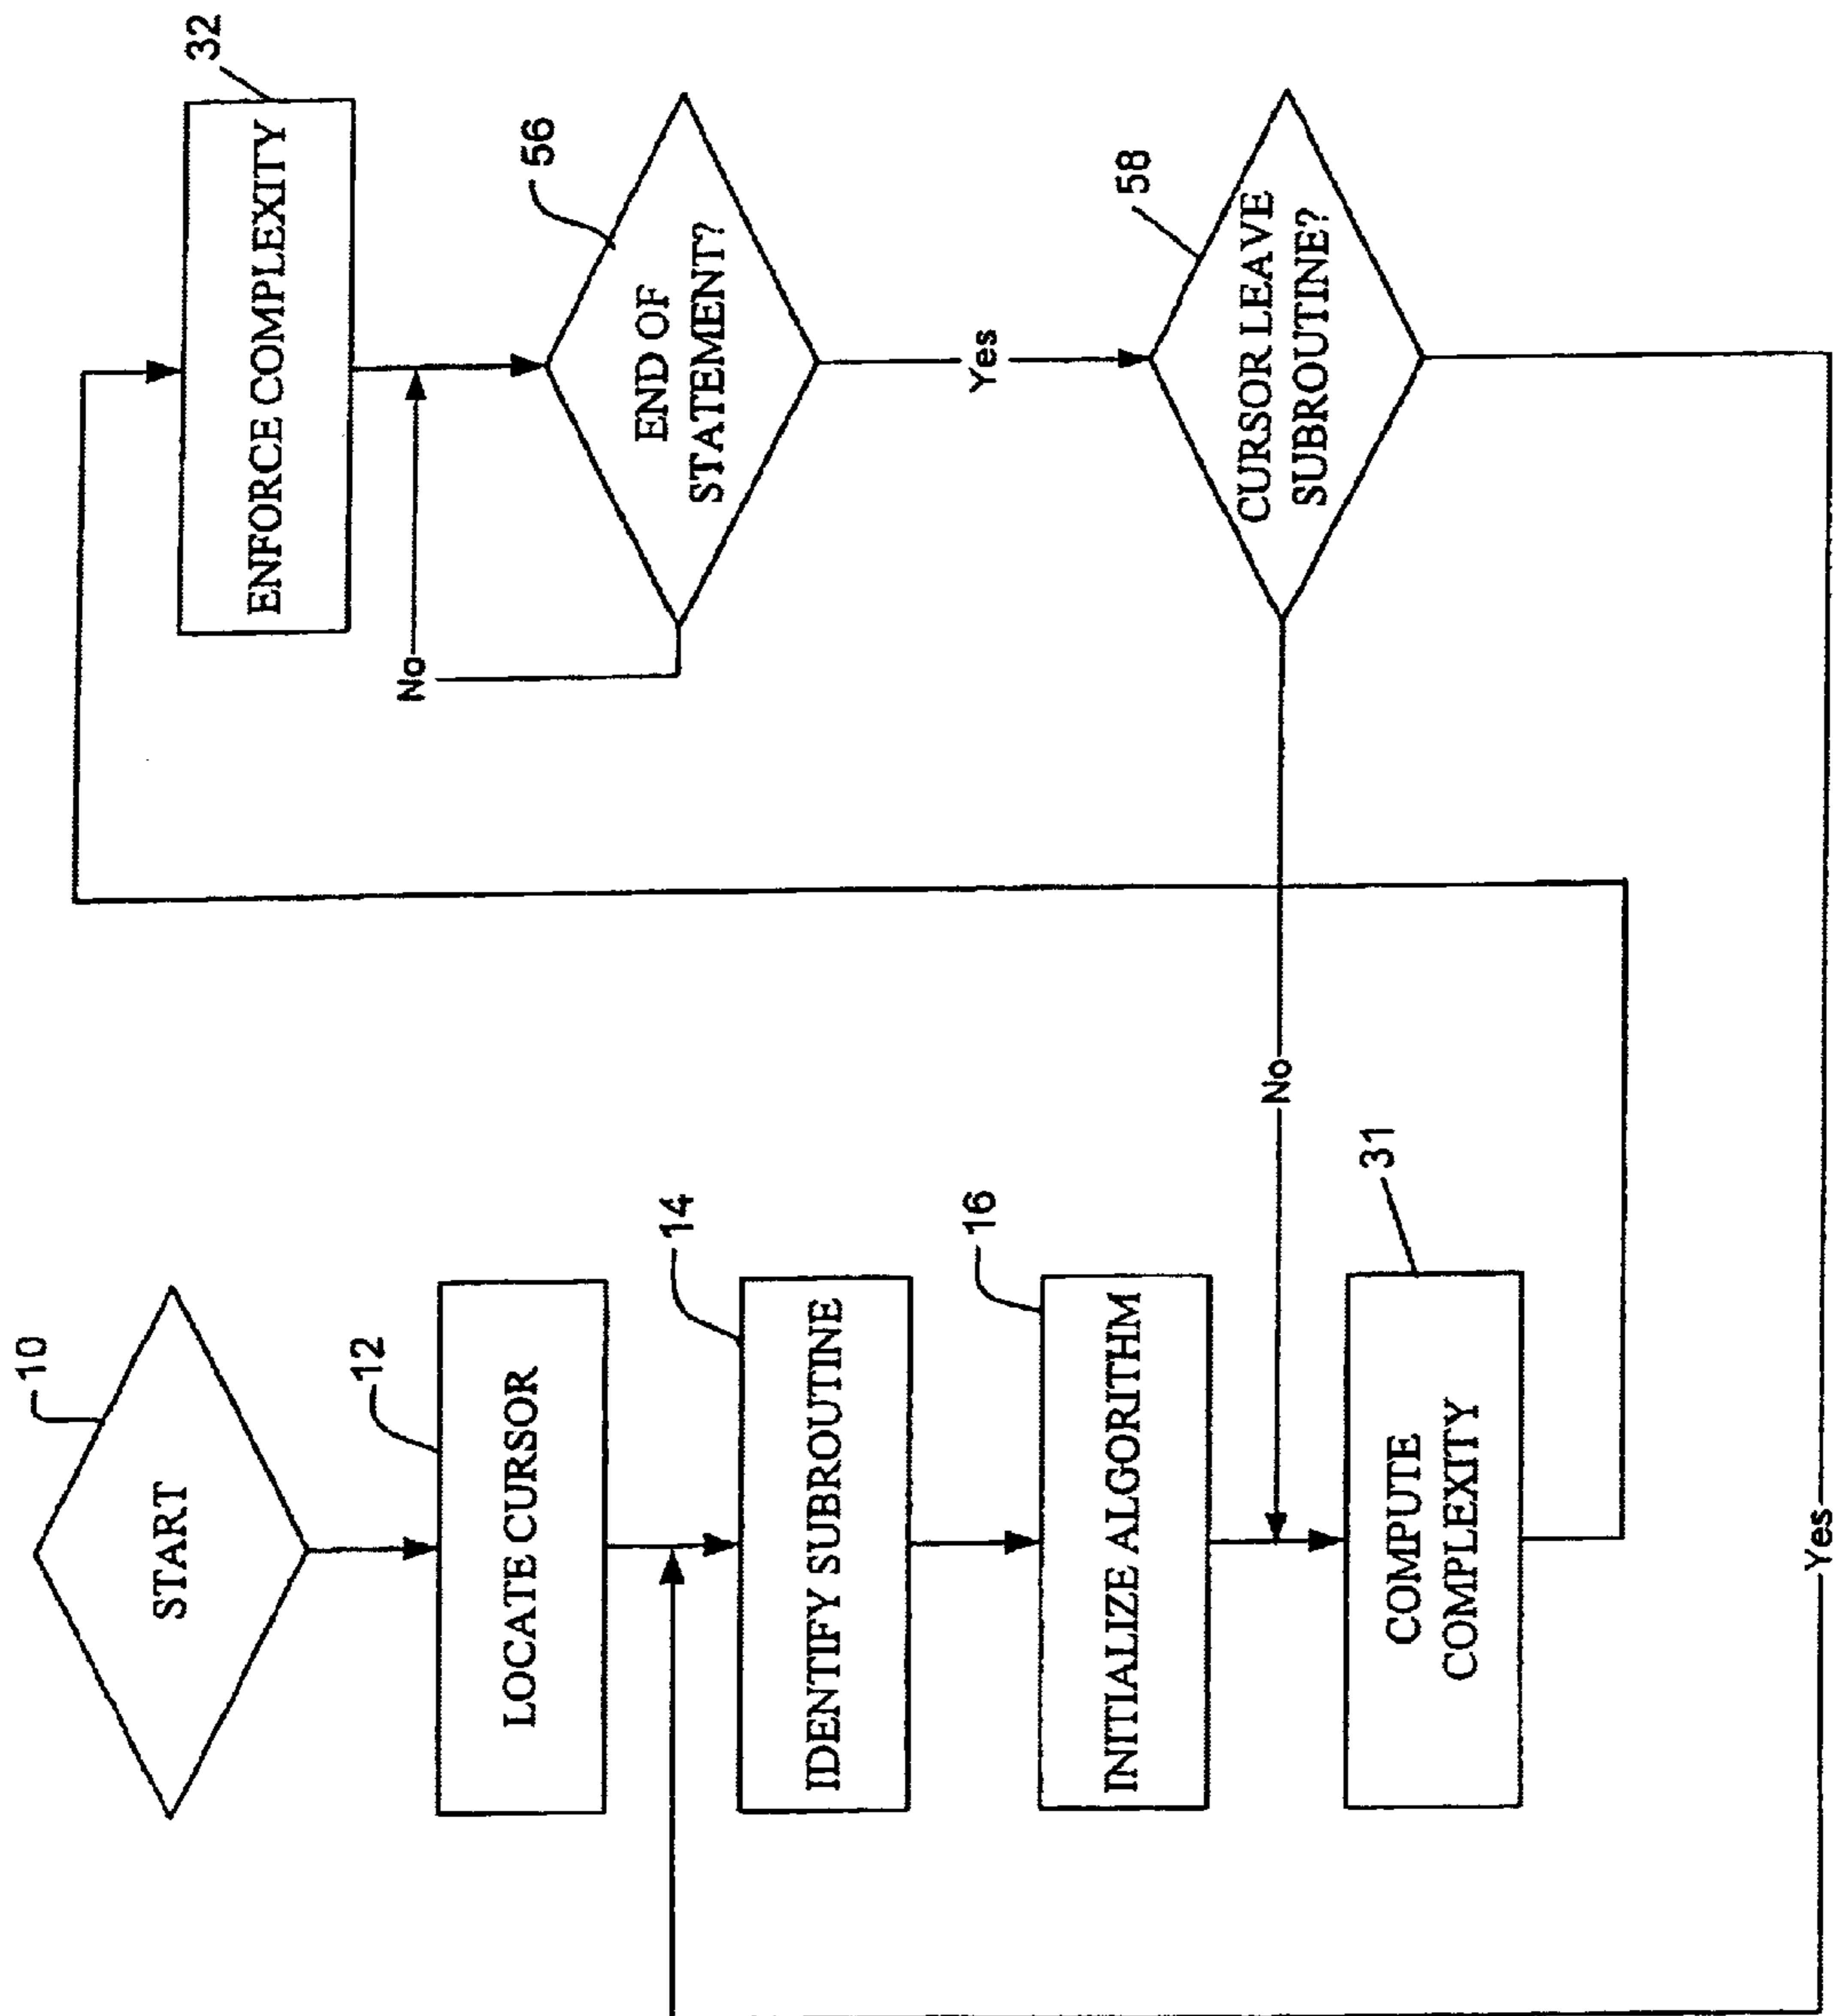 10
START
12
LOCATE CURSOR
14
IDENTIFY SUBROUTINE
16
INITIALIZE ALGORITHM
No
31
COMPUTE
COMPLEXITY
Yes
32
ENFORCE COMPLEXITY
No
56
END OF
STATEMENT?
Yes
58
CURSOR LEAVE
SUBROUTINE?